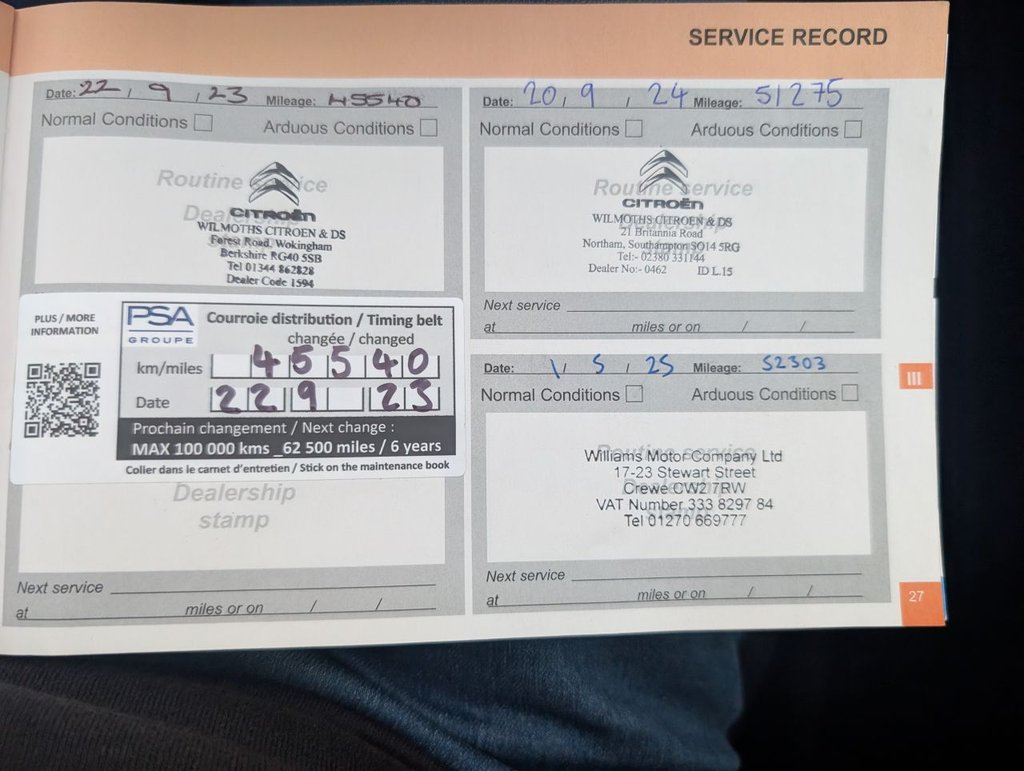 SERVICE RECORD
Date: 22 / 9 / 23 Mileage: 45540
Normal Conditions Arduous Conditions
Routine service
Dealership
CITROËN
WILMOTHS CITROEN & DS
Forest Road, Wokingham
Berkshire RG40 5SB
Tel 01344 862828
Dealer Code 1594
PLUS / MORE
INFORMATION
PSA
GROUPE
Courroie distribution / Timing belt
changée / changed
km/miles 45540
Date 22 9 23
Prochain changement / Next change :
MAX 100 000 kms _62 500 miles / 6 years
Colier dans le carnet d'entretien / Stick on the maintenance book
Dealership
stamp
Next service
at miles or on / /
Date: 20 / 9 / 24 Mileage: 51275
Normal Conditions Arduous Conditions
Routine service
Dealership
stamp
CITROËN
WILMOTHS CITROEN & DS
21 Britannia Road
Northam, Southampton SO14 5RG
Tel:- 02380 331144
Dealer No:- 0462 ID L.15
Next service
at miles or on / /
Date: 1 / 5 / 25 Mileage: 52303
Normal Conditions Arduous Conditions
Routine service
Dealership
stamp
Williams Motor Company Ltd
17-23 Stewart Street
Crewe CW2 7RW
VAT Number 333 8297 84
Tel 01270 669777
Next service
at miles or on / /
III
27